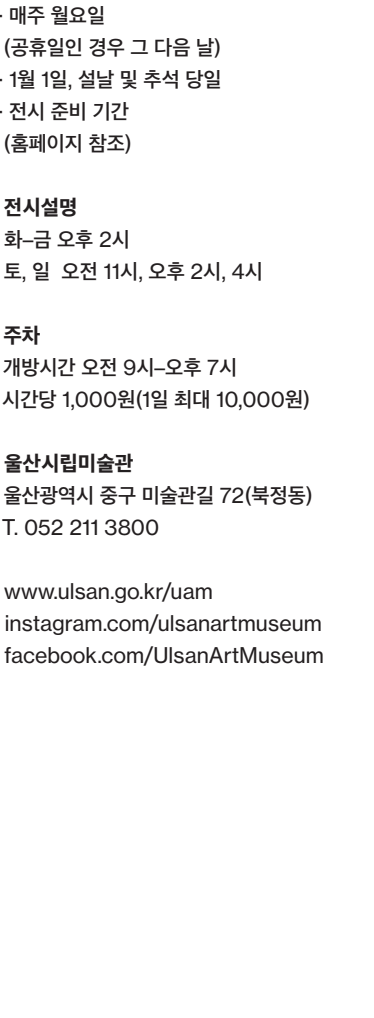 - 매주 월요일
(공휴일인 경우 그 다음 날)
- 1월 1일, 설날 및 추석 당일
- 전시 준비 기간
(홈페이지 참조)
전시설명
화–금 오후 2시
토, 일 오전 11시, 오후 2시, 4시
주차
개방시간 오전 9시–오후 7시
시간당 1,000원(1일 최대 10,000원)
울산시립미술관
울산광역시 중구 미술관길 72(북정동)
T. 052 211 3800
www.ulsan.go.kr/uam
instagram.com/ulsanartmuseum
facebook.com/UlsanArtMuseum